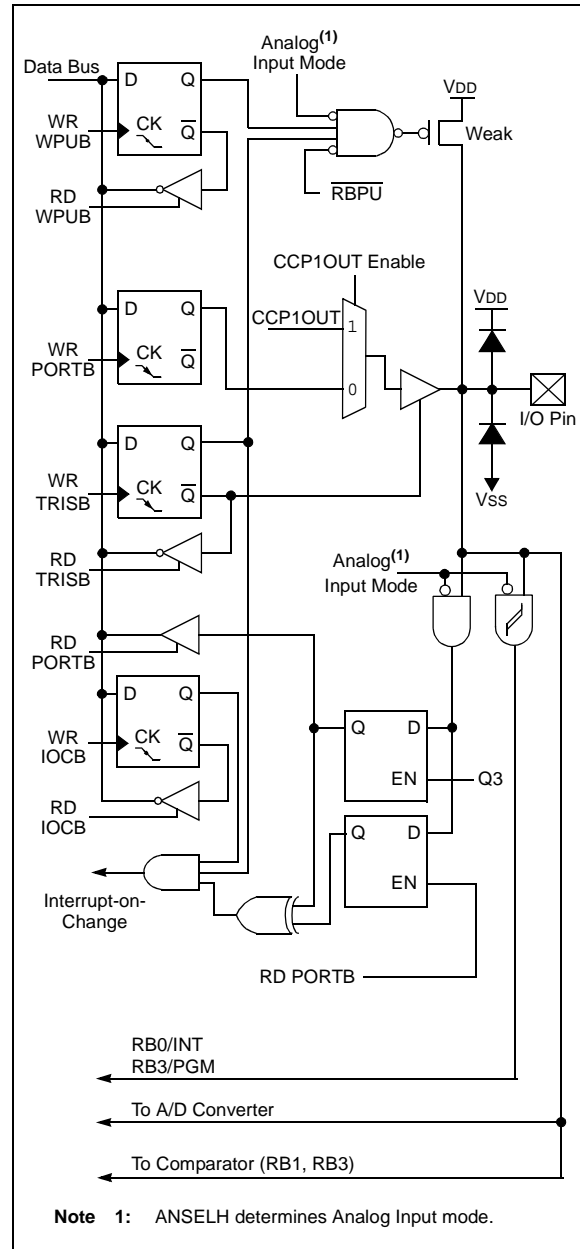 Analog(1)
Input Mode
Data Bus
D Q
VDD
WR
WPUB
CK Q
Weak
RD
WPUB
RBPU
CCP1OUT Enable
D Q
CCP1OUT
1
VDD
WR
PORTB
CK Q
0
I/O Pin
D Q
WR
TRISB
CK Q
VSS
RD
TRISB
Analog(1)
Input Mode
RD
PORTB
D Q
Q D
WR
IOCB
CK Q
EN
Q3
RD
IOCB
Q D
EN
Interrupt-on-
Change
RD PORTB
RB0/INT
RB3/PGM
To A/D Converter
To Comparator (RB1, RB3)
Note 1: ANSELH determines Analog Input mode.